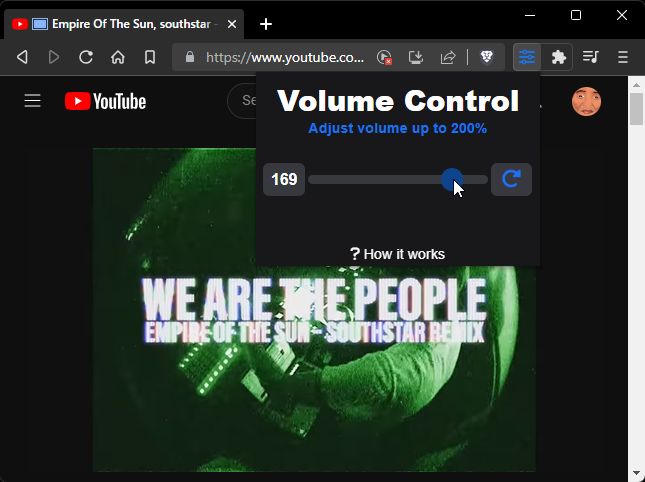 Empire Of The Sun, southstar -
https://www.youtube.co...
YouTube
Se
Volume Control
Adjust volume up to 200%
169
? How it works
WE ARE THE PEOPLE
EMPIRE OF THE SUN - SOUTHSTAR REMIX